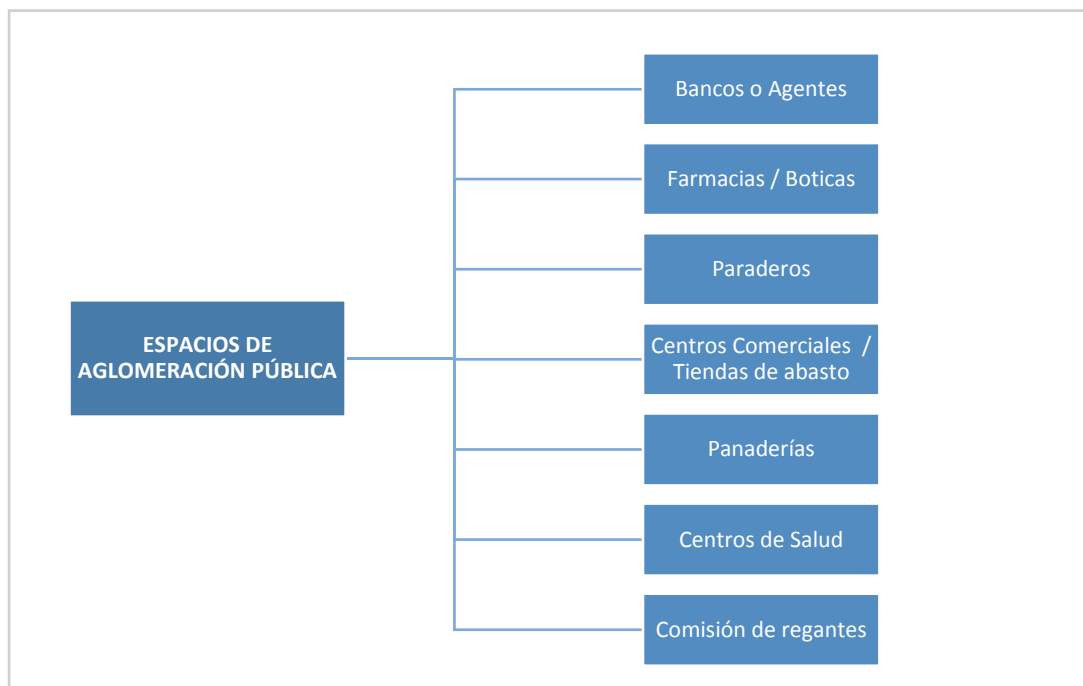 ESPACIOS DE
AGLOMERACIÓN PÚBLICA
Bancos o Agentes
Farmacias / Boticas
Paraderos
Centros Comerciales /
Tiendas de abasto
Panaderías
Centros de Salud
Comisión de regantes